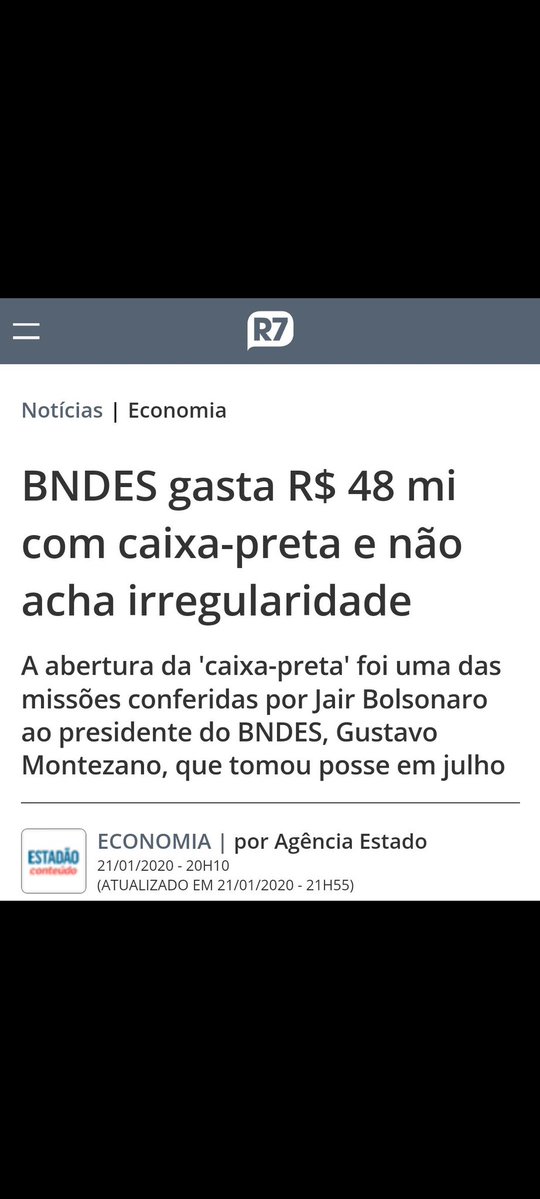 R7
Notícias | Economia
BNDES gasta R$ 48 mi
com caixa-preta e não
acha irregularidade
A abertura da 'caixa-preta' foi uma das
missões conferidas por Jair Bolsonaro
ao presidente do BNDES, Gustavo
Montezano, que tomou posse em julho
ESTADÃO
conteúdo
ECONOMIA | por Agência Estado
21/01/2020 - 20H10
(ATUALIZADO EM 21/01/2020 - 21H55)